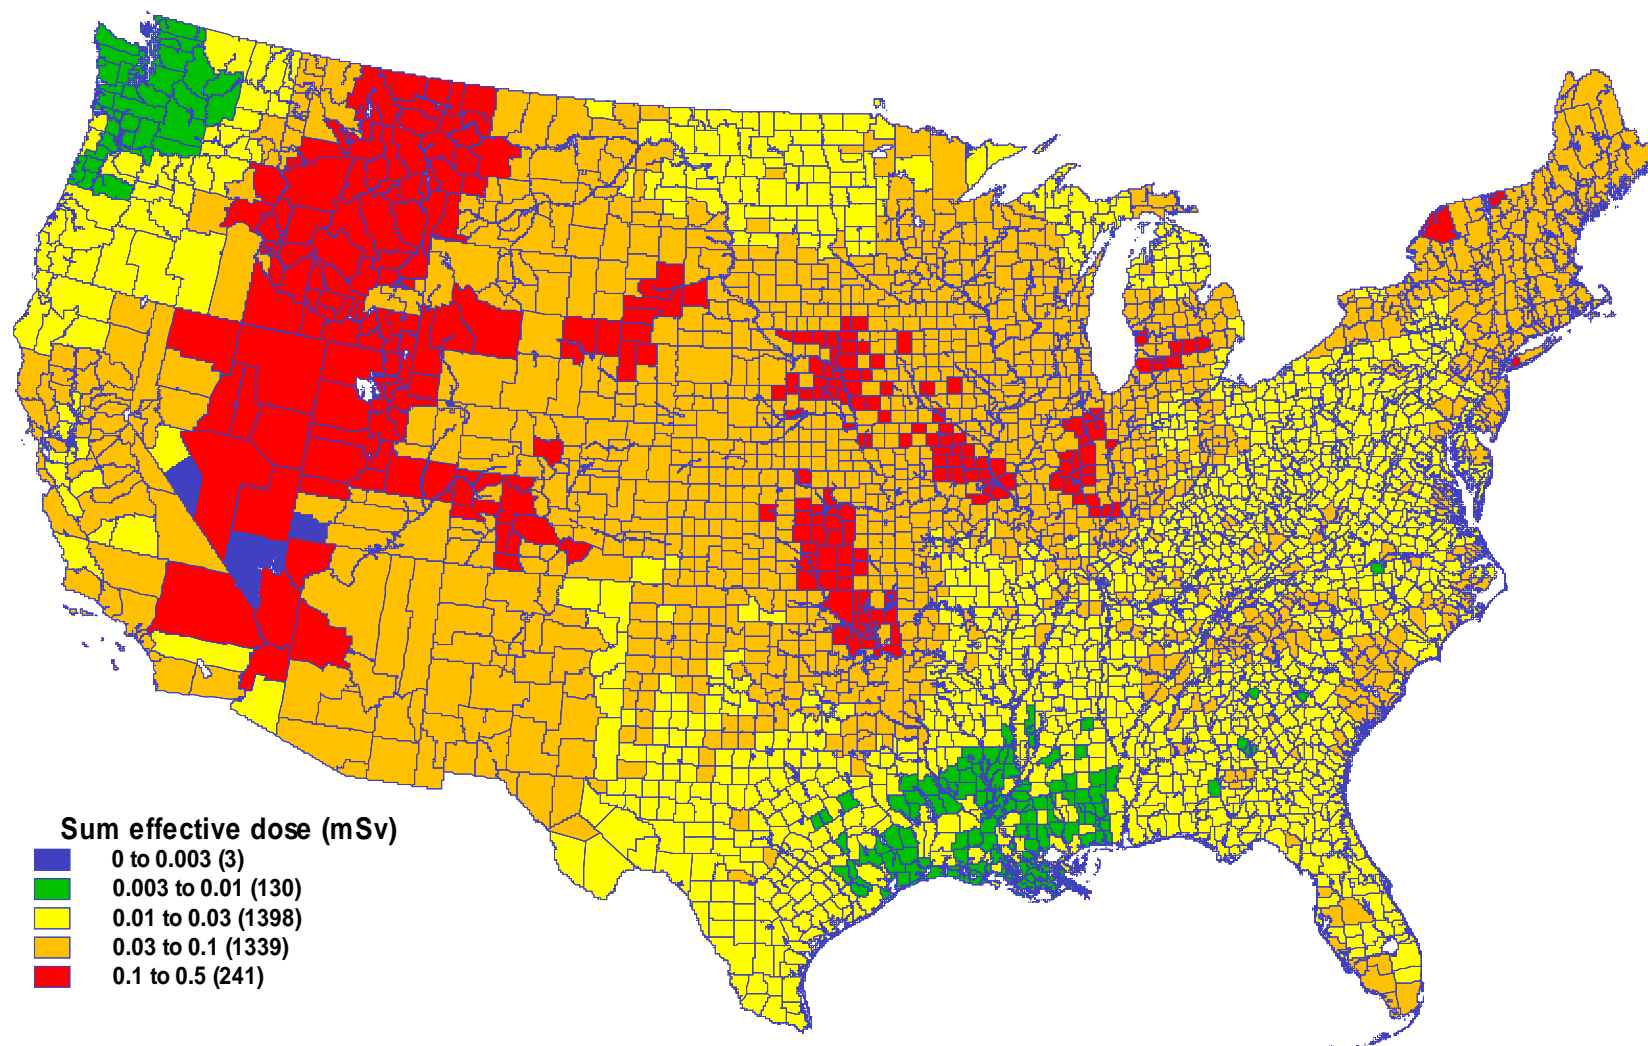 Sum effective dose (mSv)
0 to 0.003 (3)
0.003 to 0.01 (130)
0.01 to 0.03 (1398)
0.03 to 0.1 (1339)
0.1 to 0.5 (241)